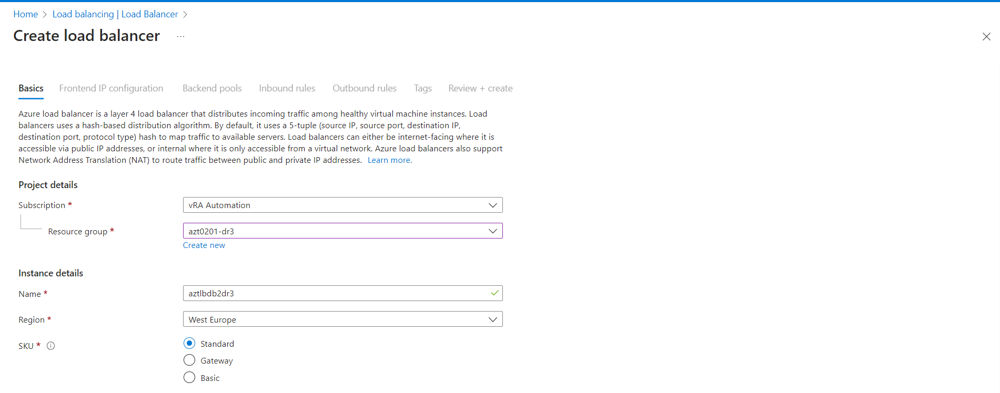 Home > Load balancing | Load Balancer >
Create load balancer ...
Basics Frontend IP configuration Backend pools Inbound rules Outbound rules Tags Review + create
Azure load balancer is a layer 4 load balancer that distributes incoming traffic among healthy virtual machine instances. Load
balancers uses a hash-based distribution algorithm. By default, it uses a 5-tuple (source IP, source port, destination IP,
destination port, protocol type) hash to map traffic to available servers. Load balancers can either be internet-facing where it is
accessible via public IP addresses, or internal where it is only accessible from a virtual network. Azure load balancers also support
Network Address Translation (NAT) to route traffic between public and private IP addresses. Learn more.
Project details
Subscription * vRA Automation
Resource group * azt0201-dr3
Create new
Instance details
Name * aztlbdb2dr3
Region * West Europe
SKU * Standard
Gateway
Basic